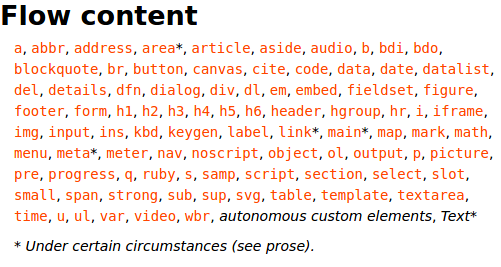 Flow content
a, abbr, address, area*, article, aside, audio, b, bdi, bdo,
blockquote, br, button, canvas, cite, code, data, date, datalist,
del, details, dfn, dialog, div, dl, em, embed, fieldset, figure,
footer, form, h1, h2, h3, h4, h5, h6, header, hgroup, hr, i, iframe,
img, input, ins, kbd, keygen, label, link*, main*, map, mark, math,
menu, meta*, meter, nav, noscript, object, ol, output, p, picture,
pre, progress, q, ruby, s, samp, script, section, select, slot,
small, span, strong, sub, sup, svg, table, template, textarea,
time, u, ul, var, video, wbr, autonomous custom elements, Text*
* Under certain circumstances (see prose).